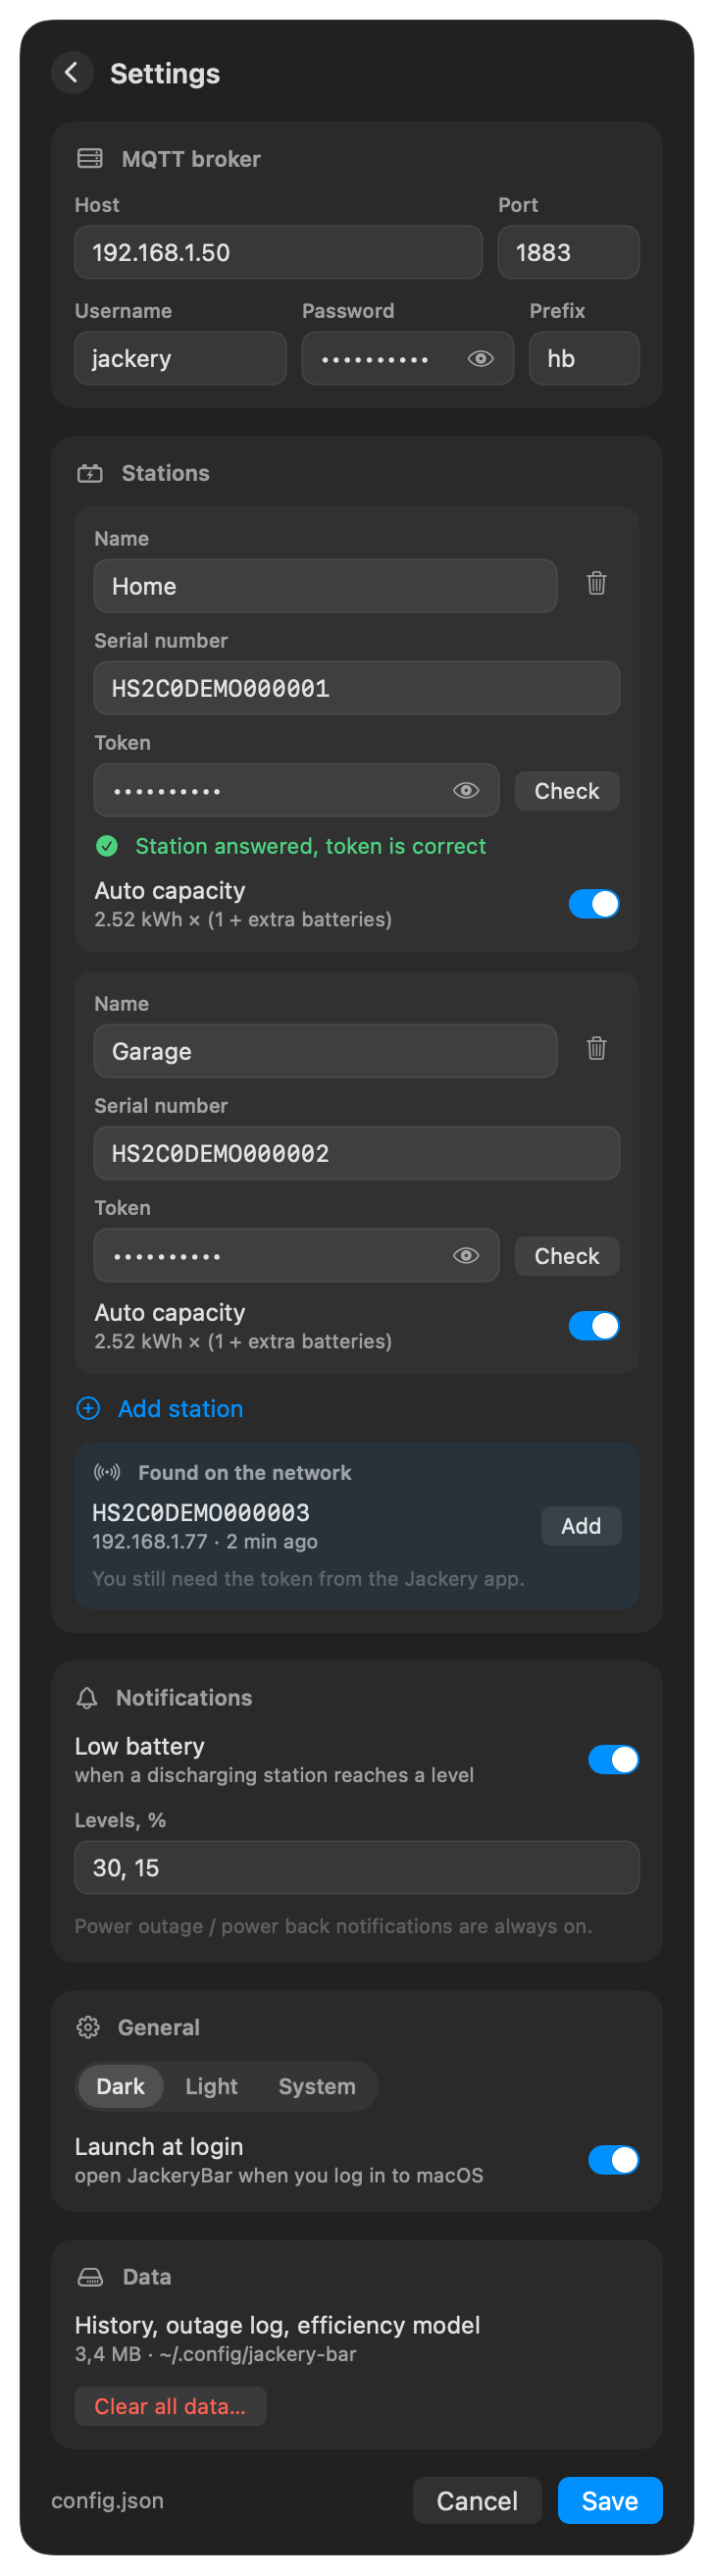 Settings
MQTT broker
Host Port
192.168.1.50 1883
Username Password Prefix
jackery •••••••••• hb
Stations
Name
Home
Serial number
HS2C0DEMO000001
Token
•••••••••• Check
Station answered, token is correct
Auto capacity
2.52 kWh × (1 + extra batteries)
Name
Garage
Serial number
HS2C0DEMO000002
Token
•••••••••• Check
Auto capacity
2.52 kWh × (1 + extra batteries)
Add station
Found on the network
HS2C0DEMO000003
192.168.1.77 · 2 min ago
Add
You still need the token from the Jackery app.
Notifications
Low battery
when a discharging station reaches a level
Levels, %
30, 15
Power outage / power back notifications are always on.
General
Dark Light System
Launch at login
open JackeryBar when you log in to macOS
Data
History, outage log, efficiency model
3,4 MB · ~/.config/jackery-bar
Clear all data...
config.json Cancel Save